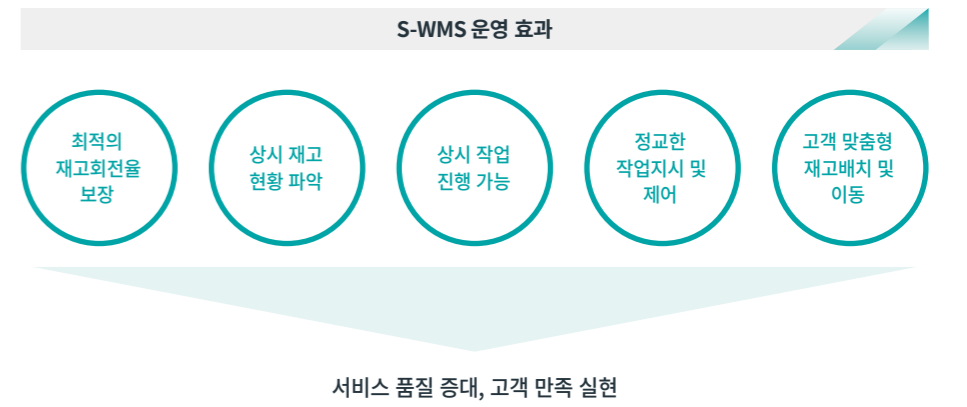 S-WMS 운영 효과
최적의
재고회전율
보장
상시 재고
현황 파악
상시 작업
진행 가능
정교한
작업지시 및
제어
고객 맞춤형
재고배치 및
이동
서비스 품질 증대, 고객 만족 실현